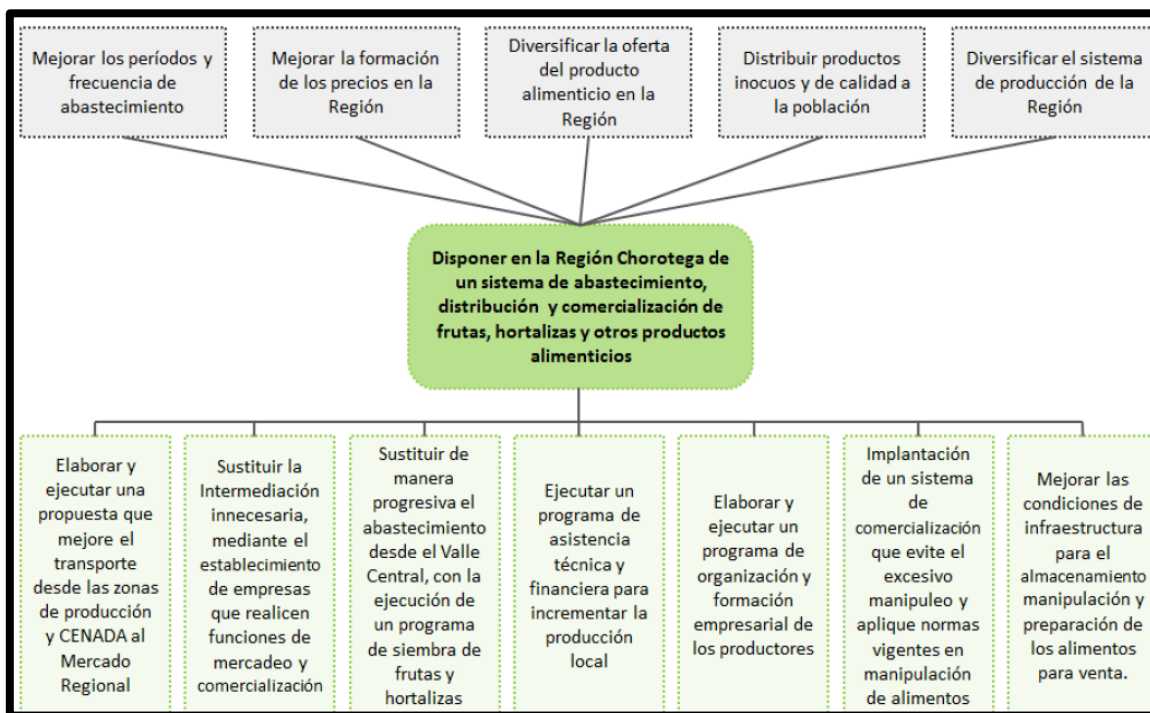 Mejorar los períodos y
frecuencia de
abastecimiento
Mejorar la formación
de los precios en la
Región
Diversificar la oferta
del producto
alimenticio en la
Región
Distribuir productos
inocuos y de calidad a
la población
Diversificar el sistema
de producción de la
Región
Disponer en la Región Chorotega de
un sistema de abastecimiento,
distribución y comercialización de
frutas, hortalizas y otros productos
alimenticios
Elaborar y
ejecutar una
propuesta que
mejore el
transporte
desde las zonas
de producción
y CENADA al
Mercado
Regional
Sustituir la
Intermediación
innecesaria,
mediante el
establecimiento
de empresas
que realicen
funciones de
mercadeo y
comercialización
Sustituir de
manera
progresiva el
abastecimiento
desde el Valle
Central, con la
ejecución de
un programa
de siembra de
frutas y
hortalizas
Ejecutar un
programa de
asistencia
técnica y
financiera para
incrementar la
producción
local
Elaborar y
ejecutar un
programa de
organización y
formación
empresarial de
los productores
Implantación
de un sistema
de
comercialización
que evite el
excesivo
manipuleo y
aplique normas
vigentes en
manipulación
de alimentos
Mejorar las
condiciones de
infraestructura
para el
almacenamiento
manipulación y
preparación de
los alimentos
para venta.